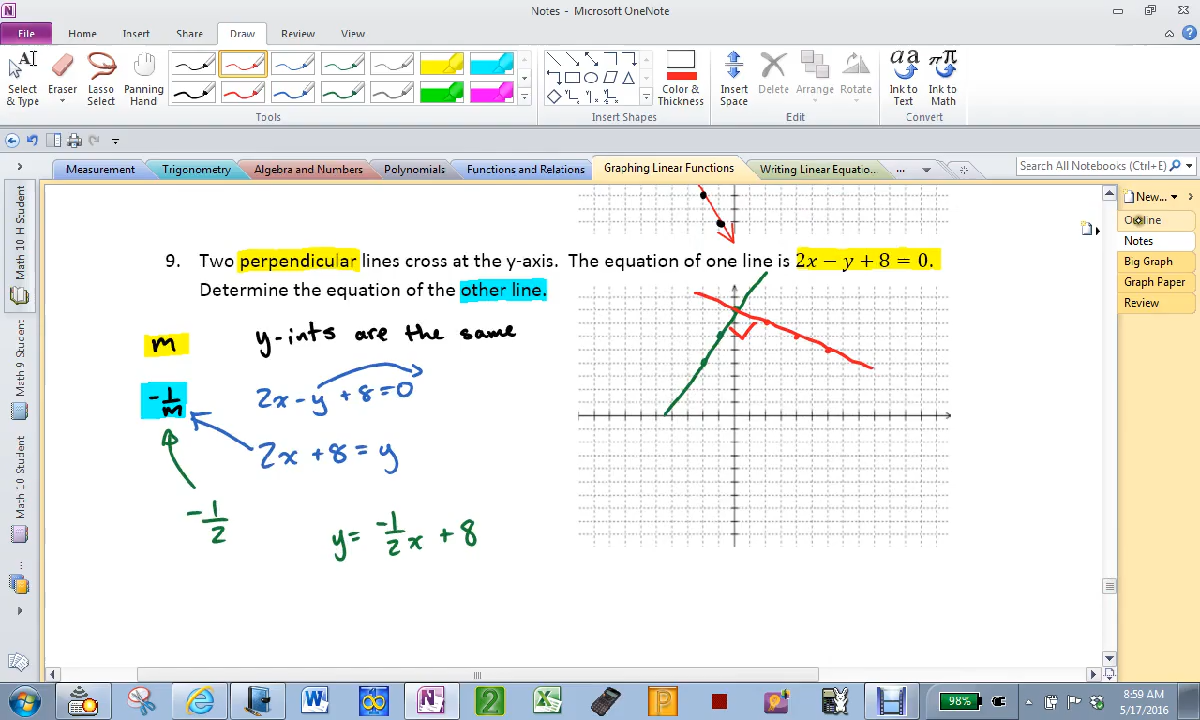 Notes - Microsoft OneNote
File Home Insert Share Draw Review View
Select & Type
Eraser
Lasso Select
Panning Hand
Color & Thickness
Insert Space
Delete
Arrange
Rotate
Ink to Text
Ink to Math
Tools
Insert Shapes
Edit
Convert
Measurement Trigonometry Algebra and Numbers Polynomials Functions and Relations Graphing Linear Functions Writing Linear Equatio... ...
Search All Notebooks (Ctrl+E)
New...
Outline
Notes
Big Graph
Graph Paper
Review
Math 10 H Student
Math 9 Student
Math 10 Student
9. Two perpendicular lines cross at the y-axis. The equation of one line is 2x − y + 8 = 0.
Determine the equation of the other line.
m
y-ints are the same
-1/m
2x - y + 8 = 0
2x + 8 = y
-1/2
y = -1/2 x + 8
98%
8:59 AM
5/17/2016